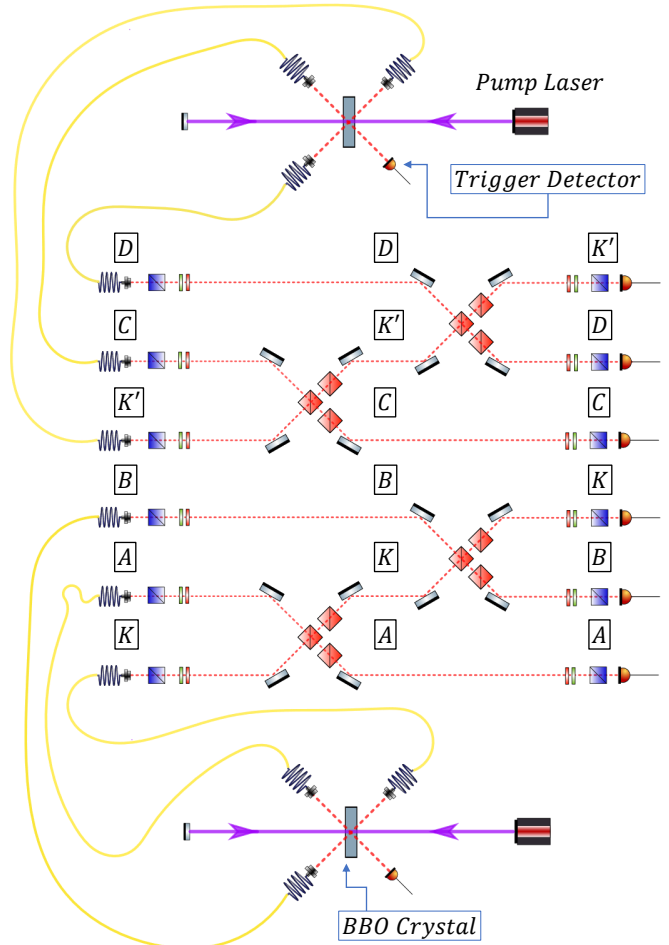 Pump Laser
Trigger Detector
D D K'
C K' D
K' C C
B B K
A K B
K A A
BBO Crystal